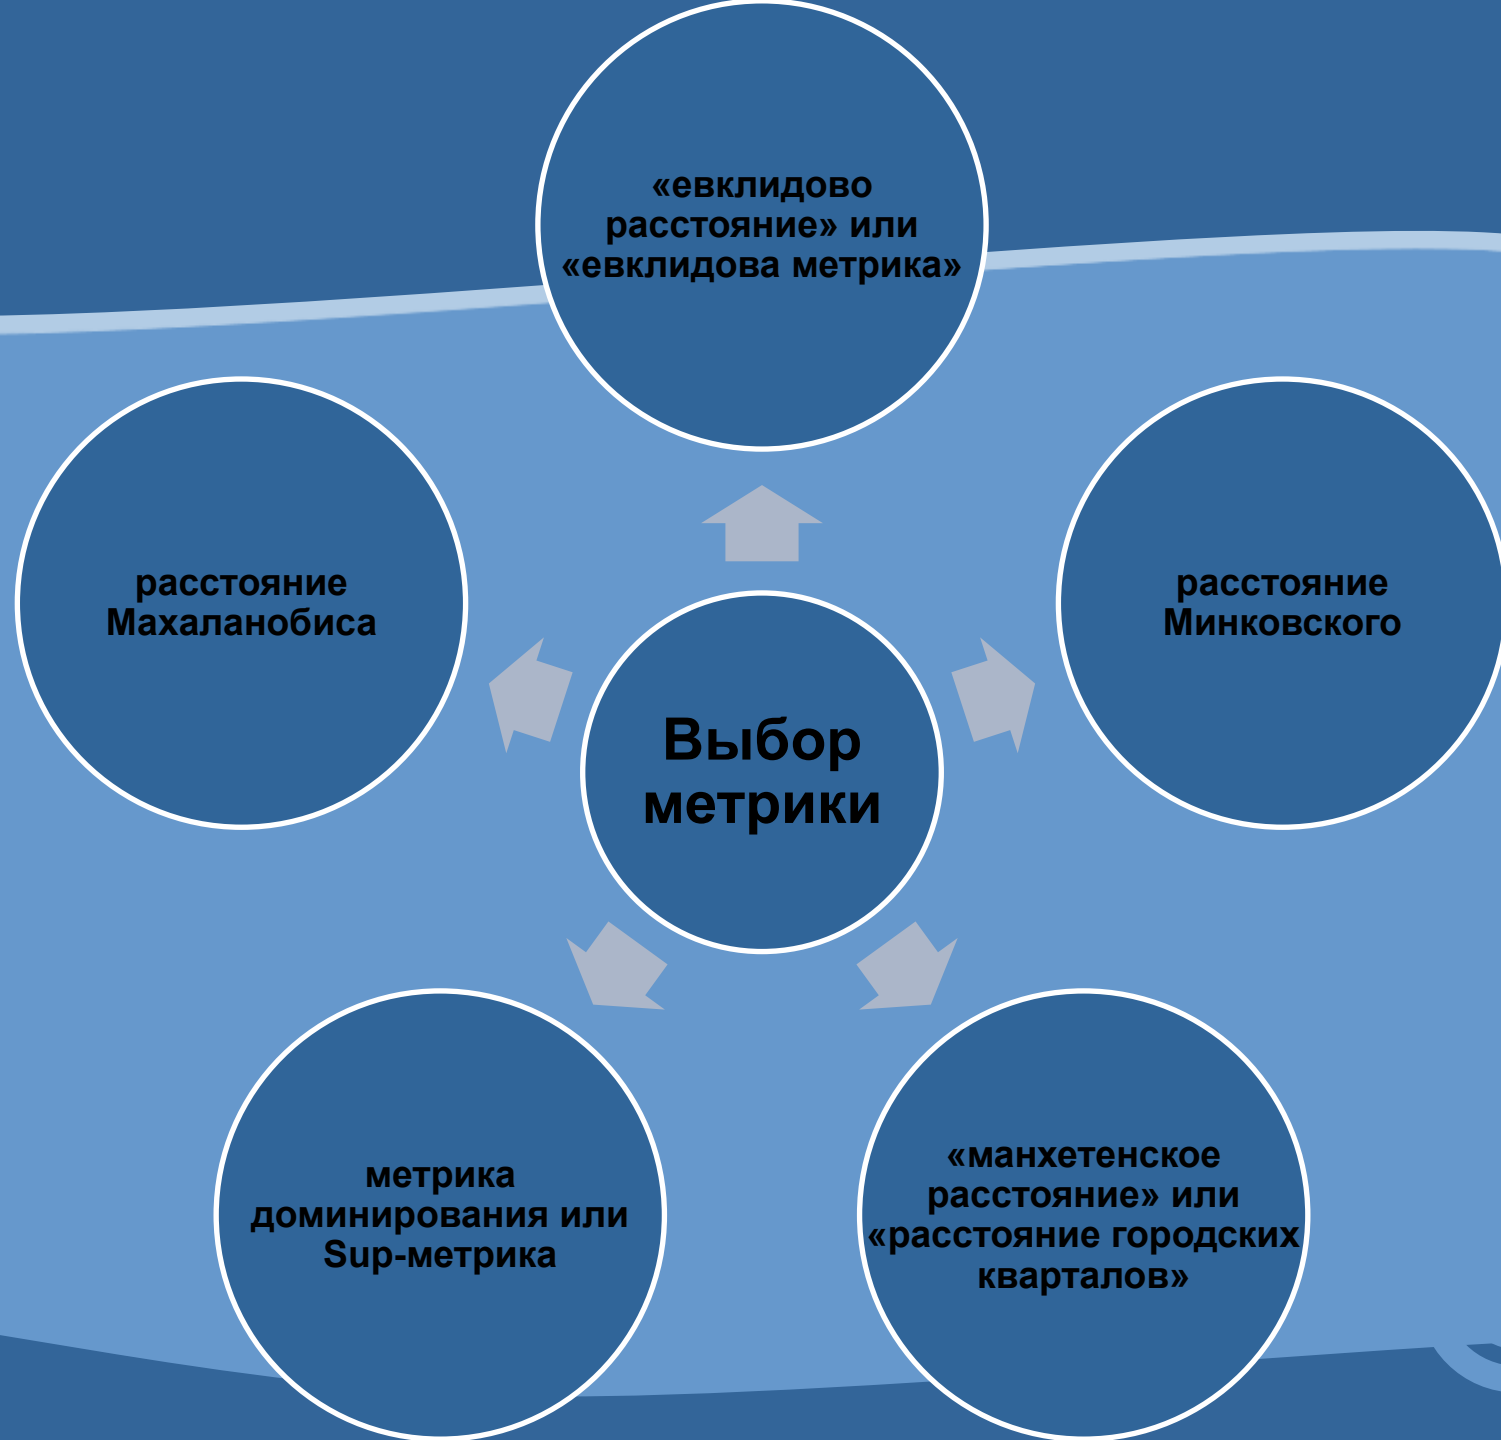 «евклидово
расстояние» или
«евклидова метрика»
расстояние
Махаланобиса
расстояние
Минковского
Выбор
метрики
метрика
доминирования или
Sup-метрика
«манхетенское
расстояние» или
«расстояние городских
кварталов»